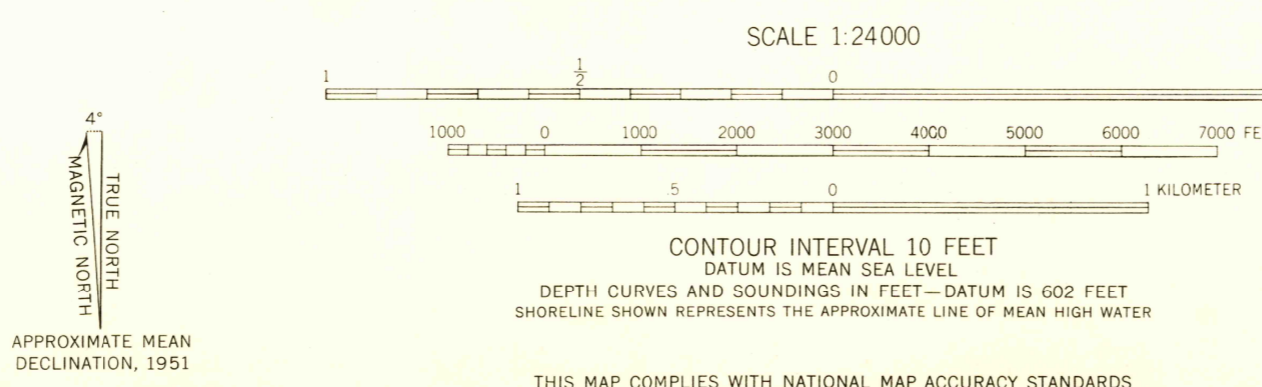 SCALE 1:24000
1 1/2 0
1000 0 1000 2000 3000 4000 5000 6000 7000 FE
1 .5 0 1 KILOMETER
4°
TRUE NORTH
MAGNETIC NORTH
APPROXIMATE MEAN
DECLINATION, 1951
CONTOUR INTERVAL 10 FEET
DATUM IS MEAN SEA LEVEL
DEPTH CURVES AND SOUNDINGS IN FEET—DATUM IS 602 FEET
SHORELINE SHOWN REPRESENTS THE APPROXIMATE LINE OF MEAN HIGH WATER
THIS MAP COMPLIES WITH NATIONAL MAP ACCURACY STANDARDS